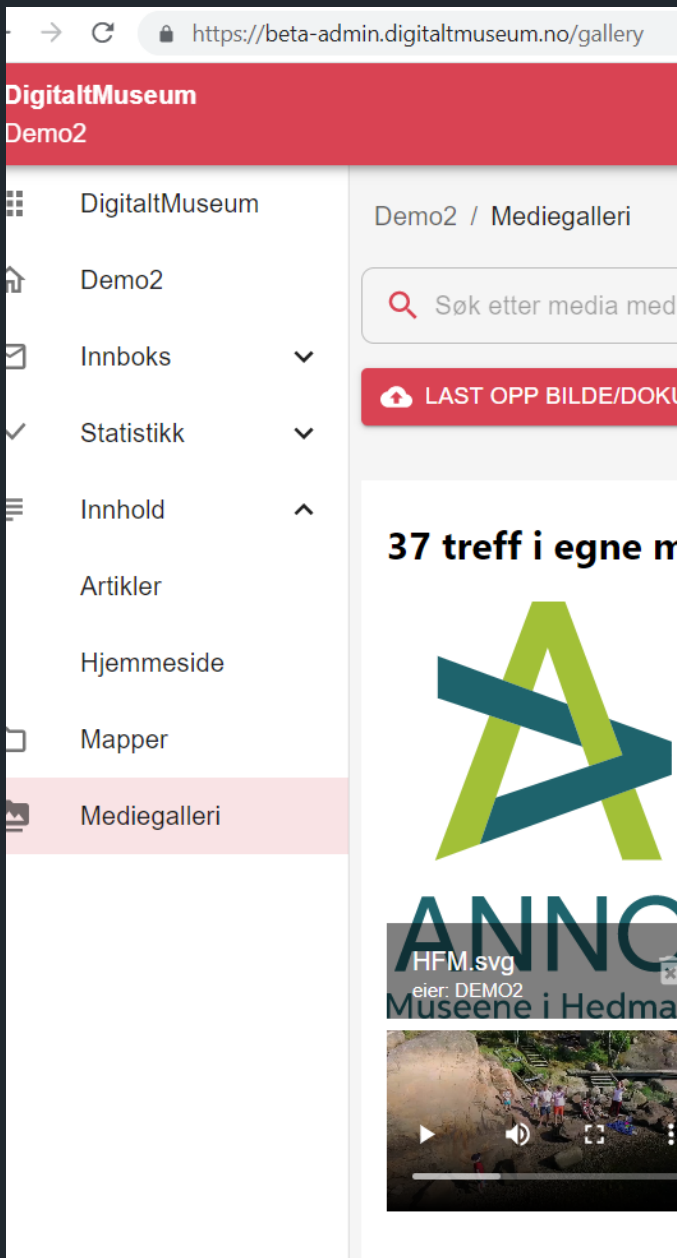 https://beta-admin.digitaltmuseum.no/gallery
DigitaltMuseum
Demo2
DigitaltMuseum
Demo2
Innboks
Statistikk
Innhold
Artikler
Hjemmeside
Mapper
Mediegalleri
Demo2 / Mediegalleri
Søk etter media med
LAST OPP BILDE/DOKU
37 treff i egne m
ANNO
HFM.svg
eier: DEMO2
Museene i Hedma